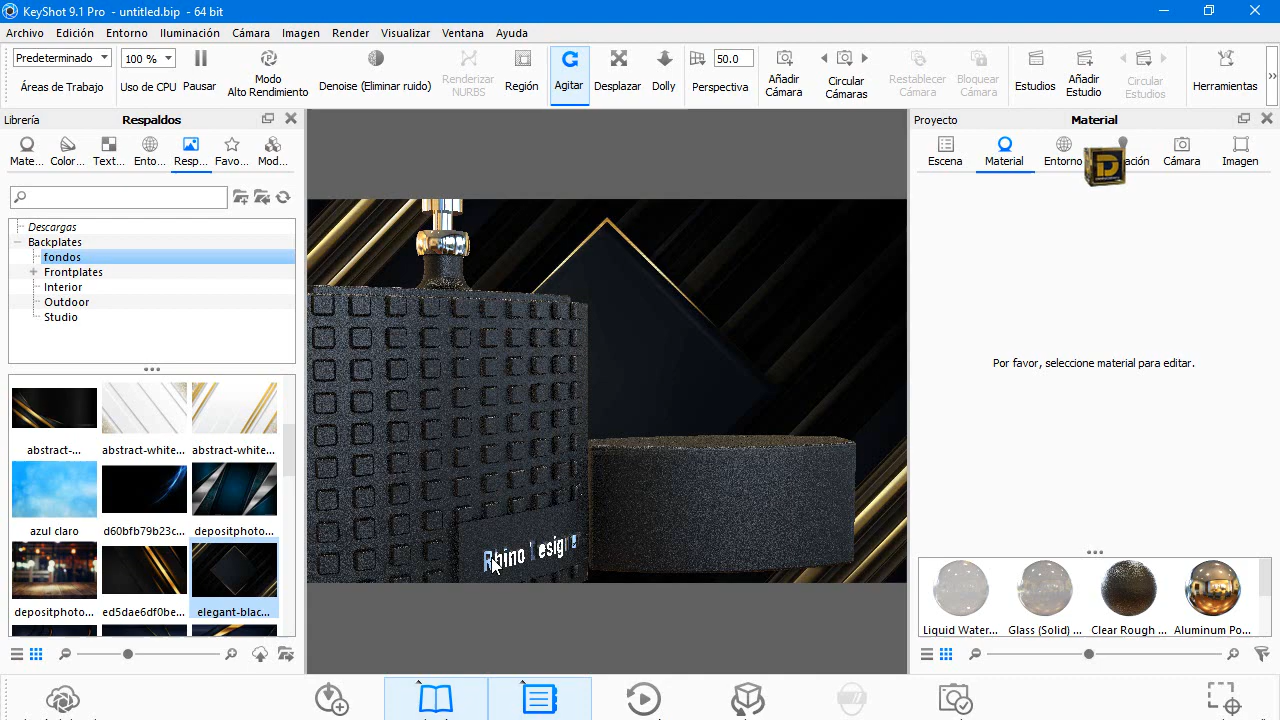 KeyShot 9.1 Pro - untitled.bip - 64 bit
Archivo Edición Entorno Iluminación Cámara Imagen Render Visualizar Ventana Ayuda
Predeterminado 100 % 50.0
Áreas de Trabajo Uso de CPU Pausar Modo Alto Rendimiento Denoise (Eliminar ruido) Renderizar NURBS Región Agitar Desplazar Dolly Perspectiva Añadir Cámara Circular Cámaras Restablecer Cámara Bloquear Cámara Estudios Añadir Estudio Circular Estudios Herramientas
Librería Respaldos
Mate... Color... Text... Ento... Resp... Favo... Mod...
Descargas
Backplates
fondos
Frontplates
Interior
Outdoor
Studio
abstract-... abstract-white... abstract-white...
azul claro d60bfb79b23c... depositphoto...
depositphoto... ed5dae6df0be... elegant-blac...
Rhino Design
Proyecto Material
Escena Material Entorno Cámara Imagen
Por favor, seleccione material para editar.
Liquid Water... Glass (Solid) ... Clear Rough ... Aluminum Po...